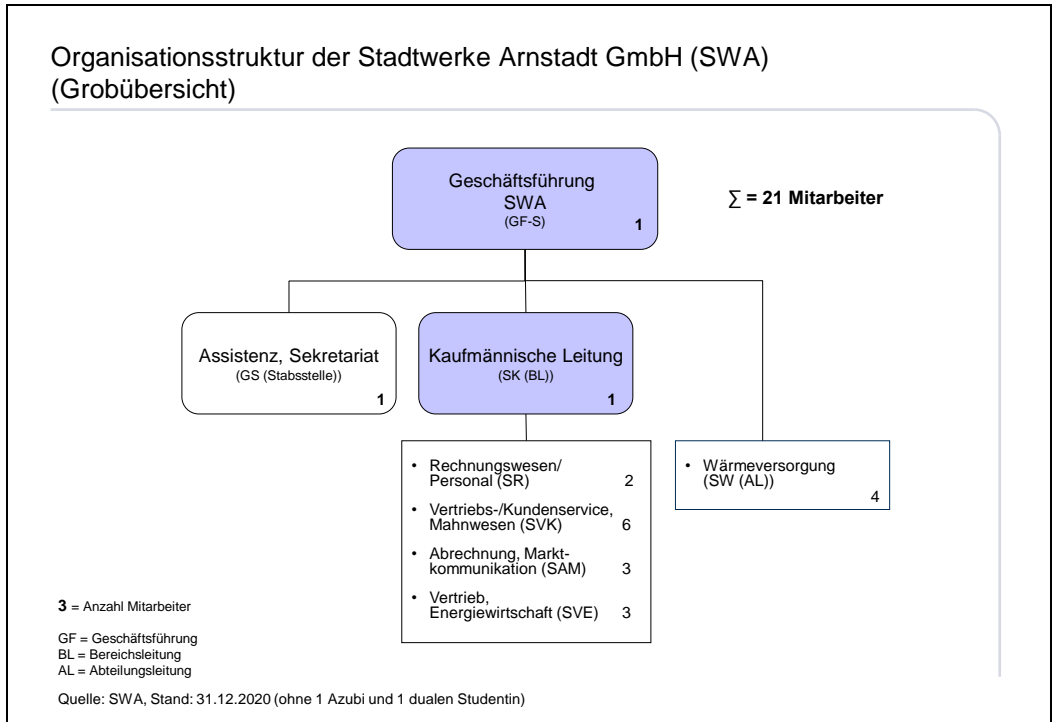 Organisationsstruktur der Stadtwerke Arnstadt GmbH (SWA)
(Grobübersicht)
Geschäftsführung
SWA
(GF-S)
1
∑ = 21 Mitarbeiter
Assistenz, Sekretariat
(GS (Stabsstelle))
1
Kaufmännische Leitung
(SK (BL))
1
• Rechnungswesen/
Personal (SR) 2
• Vertriebs-/Kundenservice,
Mahnwesen (SVK) 6
• Abrechnung, Markt-
kommunikation (SAM) 3
• Vertrieb,
Energiewirtschaft (SVE) 3
• Wärmeversorgung
(SW (AL))
4
3 = Anzahl Mitarbeiter
GF = Geschäftsführung
BL = Bereichsleitung
AL = Abteilungsleitung
Quelle: SWA, Stand: 31.12.2020 (ohne 1 Azubi und 1 dualen Studentin)